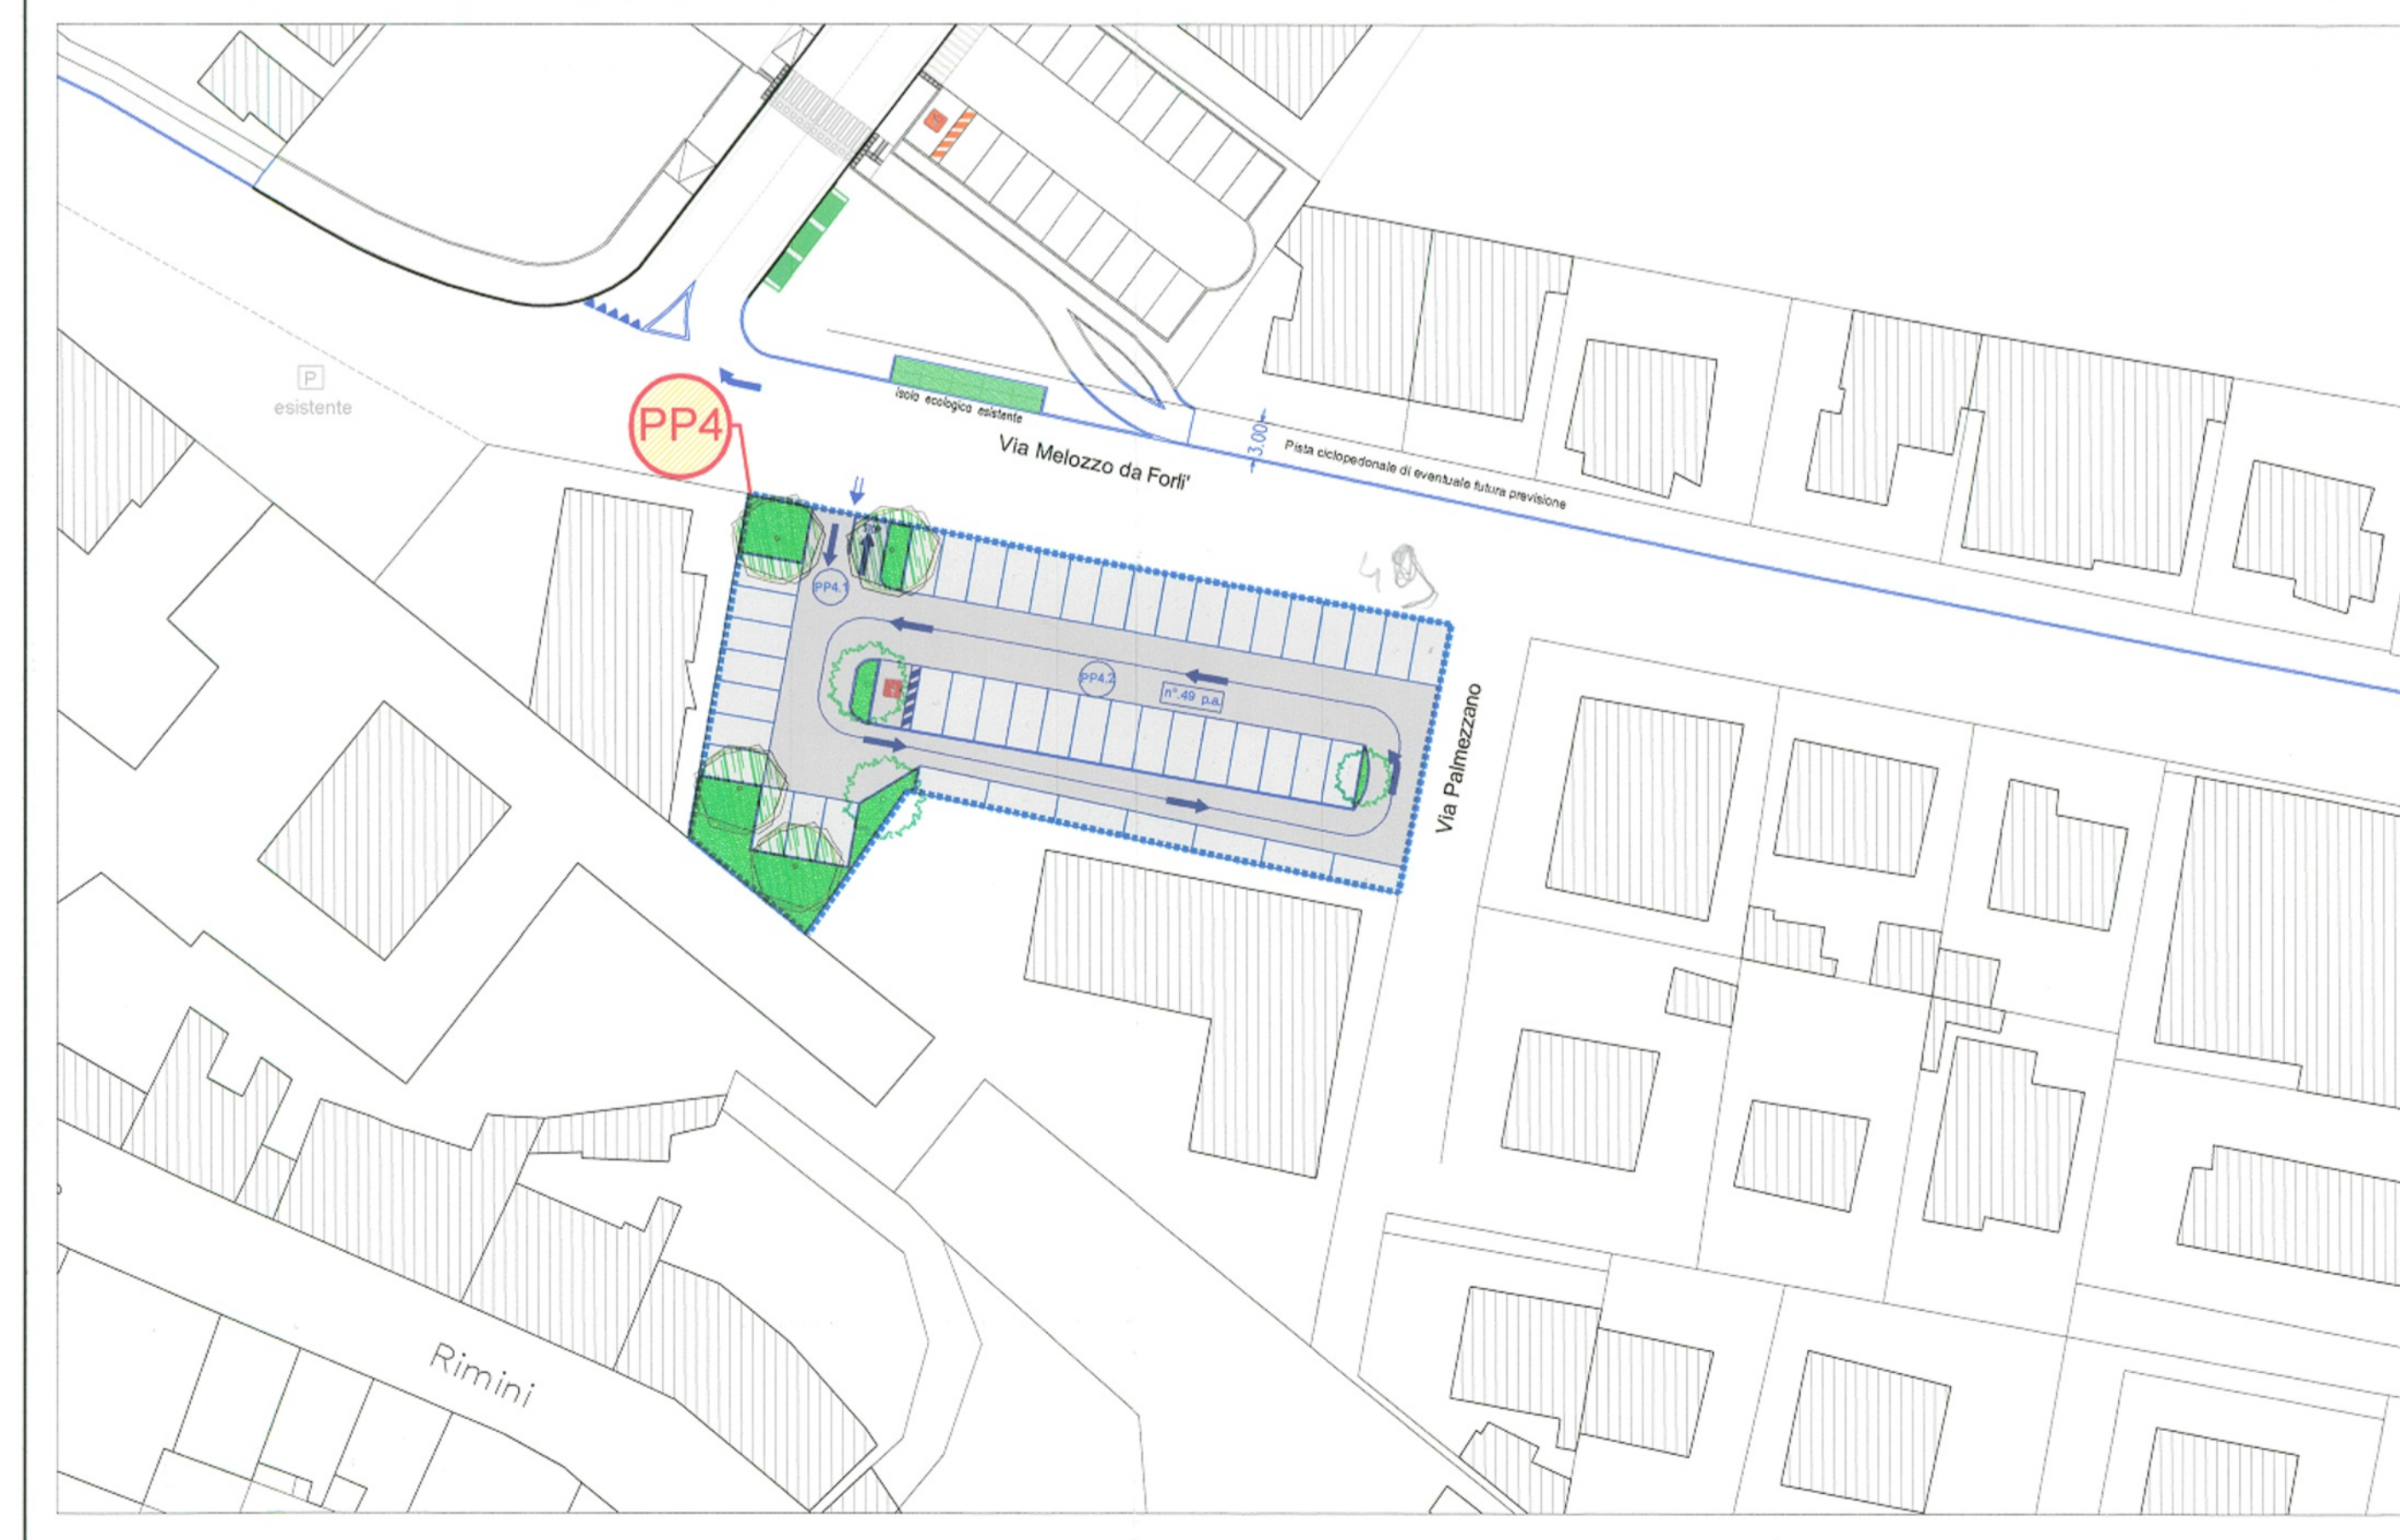 P
esistente
PP4
Isola ecologica esistente
Via Melozzo da Forli'
3.00
Pista ciclopedonale di eventuale futura previsione
STOP
PP4.1
49
PP4.2
n°.49 p.a.
Via Palmezzano
Rimini